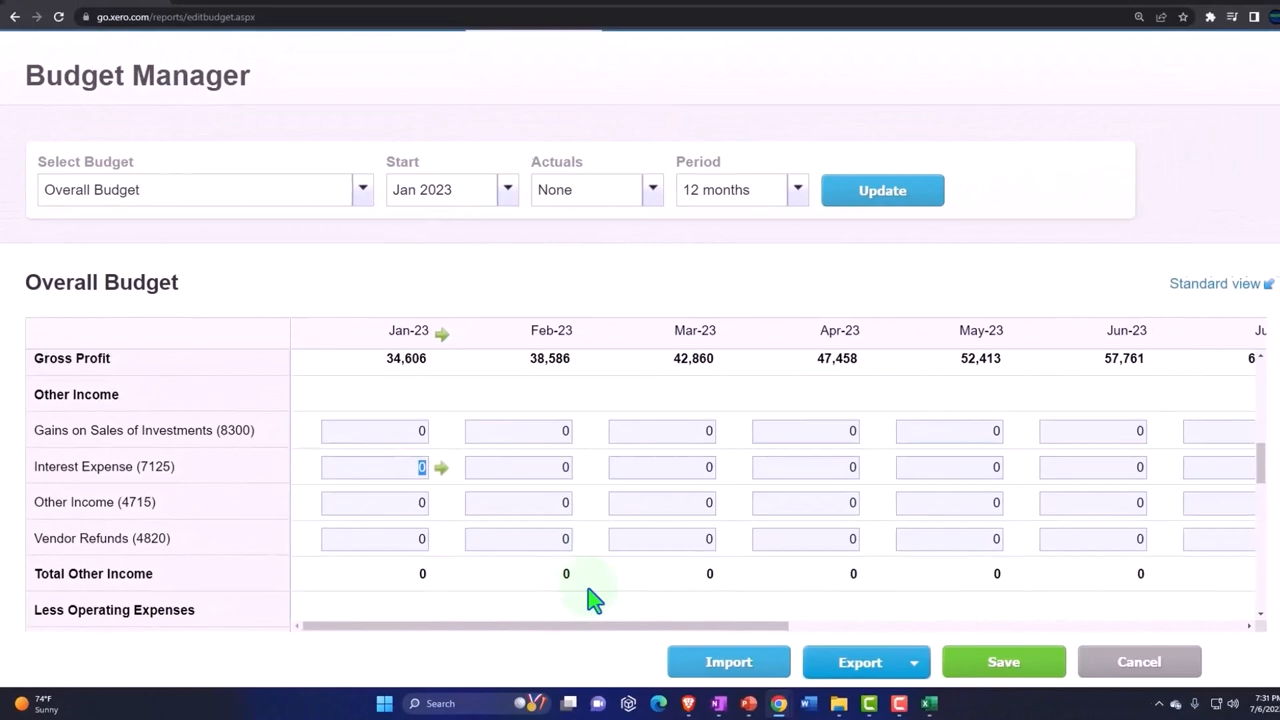 go.xero.com/reports/editbudget.aspx
Budget Manager
Select Budget Start Actuals Period
Overall Budget Jan 2023 None 12 months Update
Overall Budget Standard view
Jan-23 Feb-23 Mar-23 Apr-23 May-23 Jun-23 Ju
Gross Profit 34,606 38,586 42,860 47,458 52,413 57,761 6
Other Income
Gains on Sales of Investments (8300) 0 0 0 0 0 0
Interest Expense (7125) 0 0 0 0 0 0
Other Income (4715) 0 0 0 0 0 0
Vendor Refunds (4820) 0 0 0 0 0 0
Total Other Income 0 0 0 0 0 0
Less Operating Expenses
Import Export Save Cancel
74°F
Sunny
Search
7:31 PM